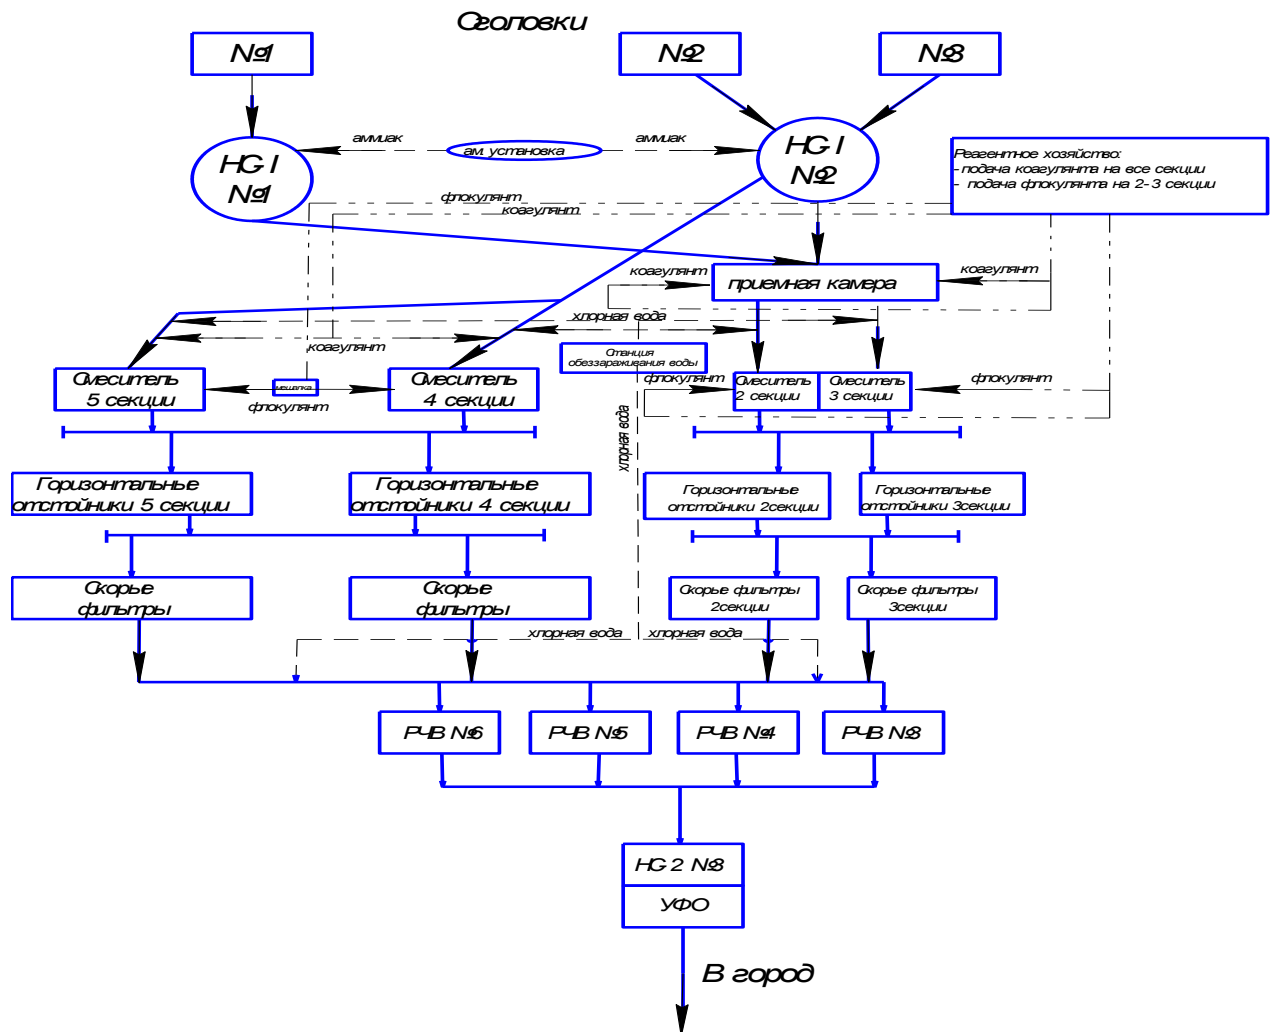 Оголовки
№1
№2
№3
аммиак
ам. установка
аммиак
НС-I
№1
НС-I
№2
Реагентное хозяйство:
- подача коагулянта на все секции
- подача флокулянта на 2-3 секции
флокулянт
коагулянт
коагулянт
приемная камера
коагулянт
хлорная вода
коагулянт
Станция
обеззараживания воды
Смеситель
5 секции
мешалка
флокулянт
Смеситель
4 секции
флокулянт
Смеситель
2 секции
Смеситель
3 секции
флокулянт
хлорная вода
Горизонтальные
отстойники 5 секции
Горизонтальные
отстойники 4 секции
Горизонтальные
отстойники 2секции
Горизонтальные
отстойники 3секции
Скорые
фильтры
Скорые
фильтры
Скорые фильтры
2секции
Скорые фильтры
3секции
хлорная вода
хлорная вода
РЧВ №6
РЧВ №5
РЧВ №4
РЧВ №3
НС-2 №3
УФО
В город